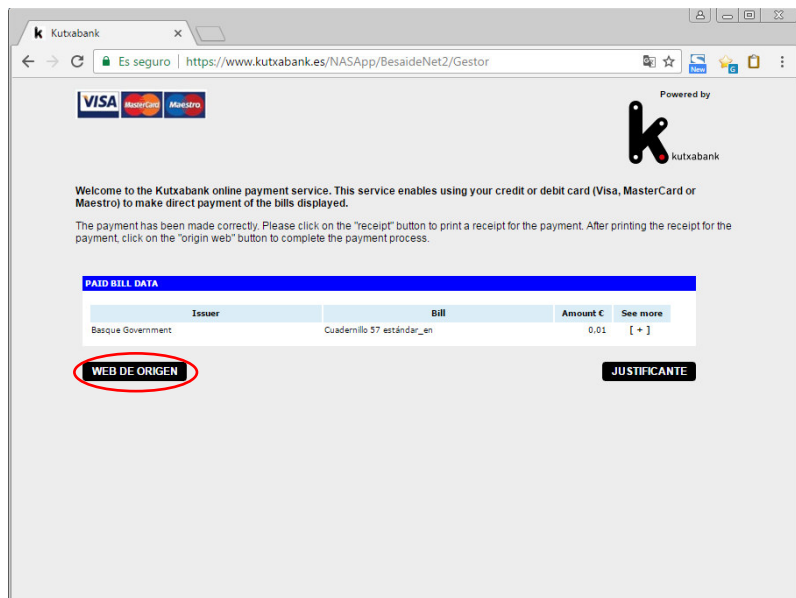 Kutxabank
Es seguro https://www.kutxabank.es/NASApp/BesaideNet2/Gestor
New
G
VISA MasterCard Maestro
Powered by
k kutxabank
Welcome to the Kutxabank online payment service. This service enables using your credit or debit card (Visa, MasterCard or
Maestro) to make direct payment of the bills displayed.
The payment has been made correctly. Please click on the "receipt" button to print a receipt for the payment. After printing the receipt for the
payment, click on the "origin web" button to complete the payment process.
PAID BILL DATA
Issuer Bill Amount € See more
Basque Government Cuadernillo 57 estándar_en 0.01 [ + ]
WEB DE ORIGEN JUSTIFICANTE